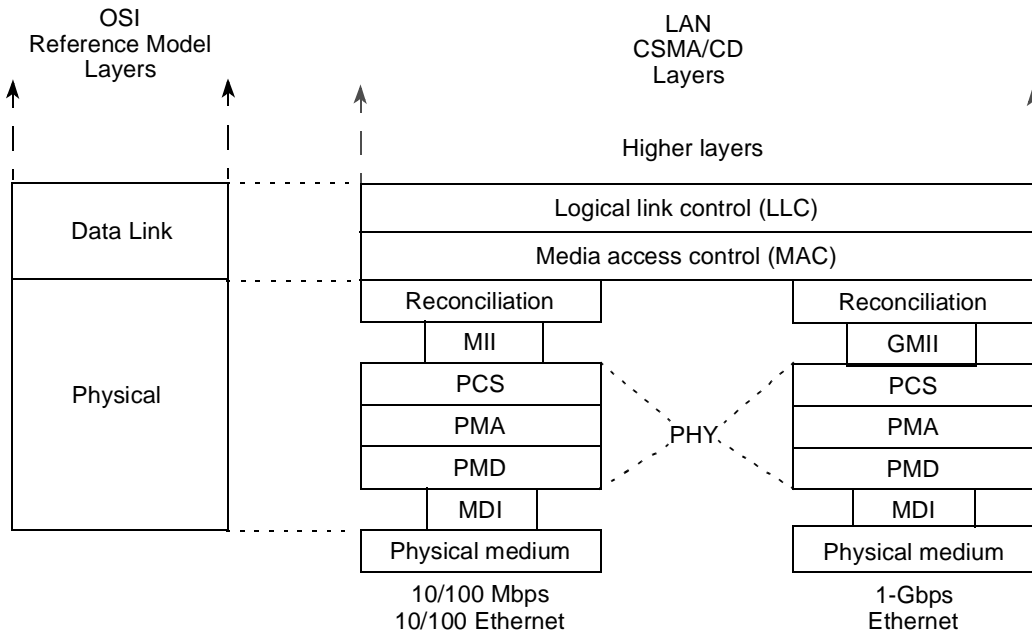 OSI
Reference Model
Layers
LAN
CSMA/CD
Layers
Higher layers
Data Link
Logical link control (LLC)
Media access control (MAC)
Physical
Reconciliation
MII
PCS
PMA
PMD
MDI
Physical medium
10/100 Mbps
10/100 Ethernet
PHY
Reconciliation
GMII
PCS
PMA
PMD
MDI
Physical medium
1-Gbps
Ethernet